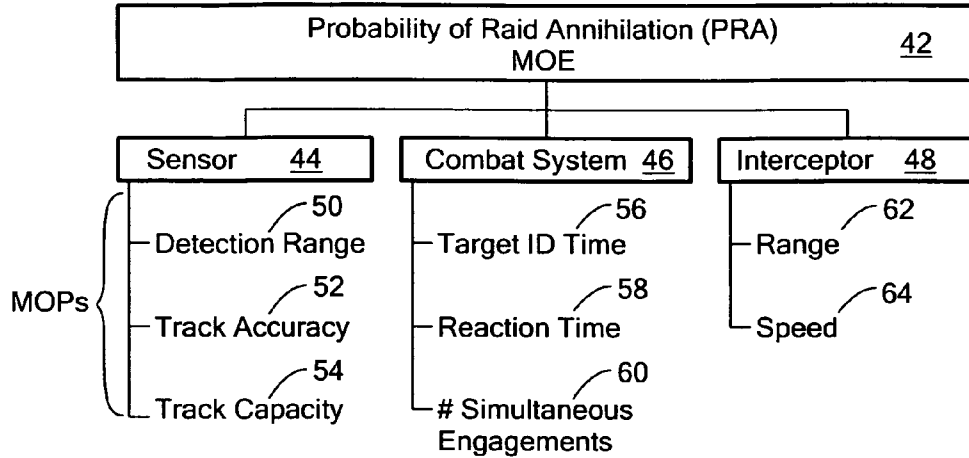 Probability of Raid Annihilation (PRA)
MOE
42
Sensor 44
Combat System 46
Interceptor 48
MOPs
50
Detection Range
52
Track Accuracy
54
Track Capacity
56
Target ID Time
58
Reaction Time
60
# Simultaneous
Engagements
62
Range
64
Speed